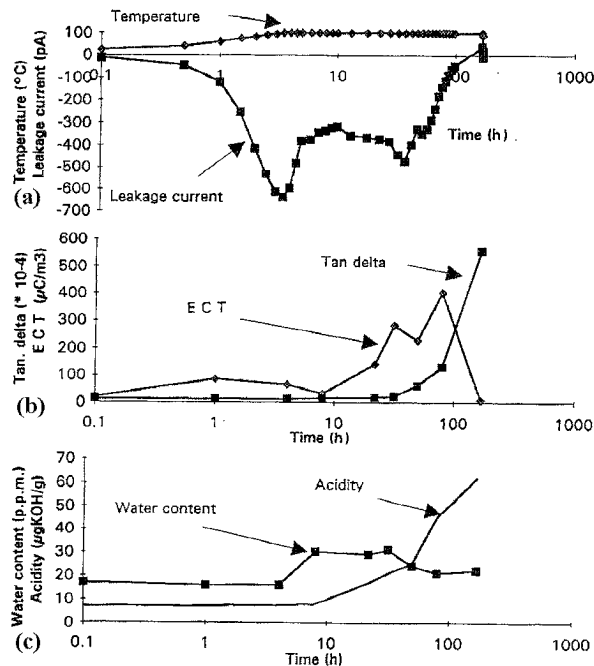 Temperature
Temperature (°C)
Leakage current (pA)
100
0
-100
-200
-300
-400
-500
-600
-700
0.1
1
10
100
1000
Time (h)
Leakage current
(a)
Tan. delta (* 10-4)
E C T (µC/m3)
600
500
400
300
200
100
0
Tan delta
E C T
0.1
1
10
100
1000
Time (h)
(b)
Water content (p.p.m.)
Acidity (µgKOH/g)
70
60
50
40
30
20
10
0
Water content
Acidity
0.1
1
10
100
1000
Time (h)
(c)